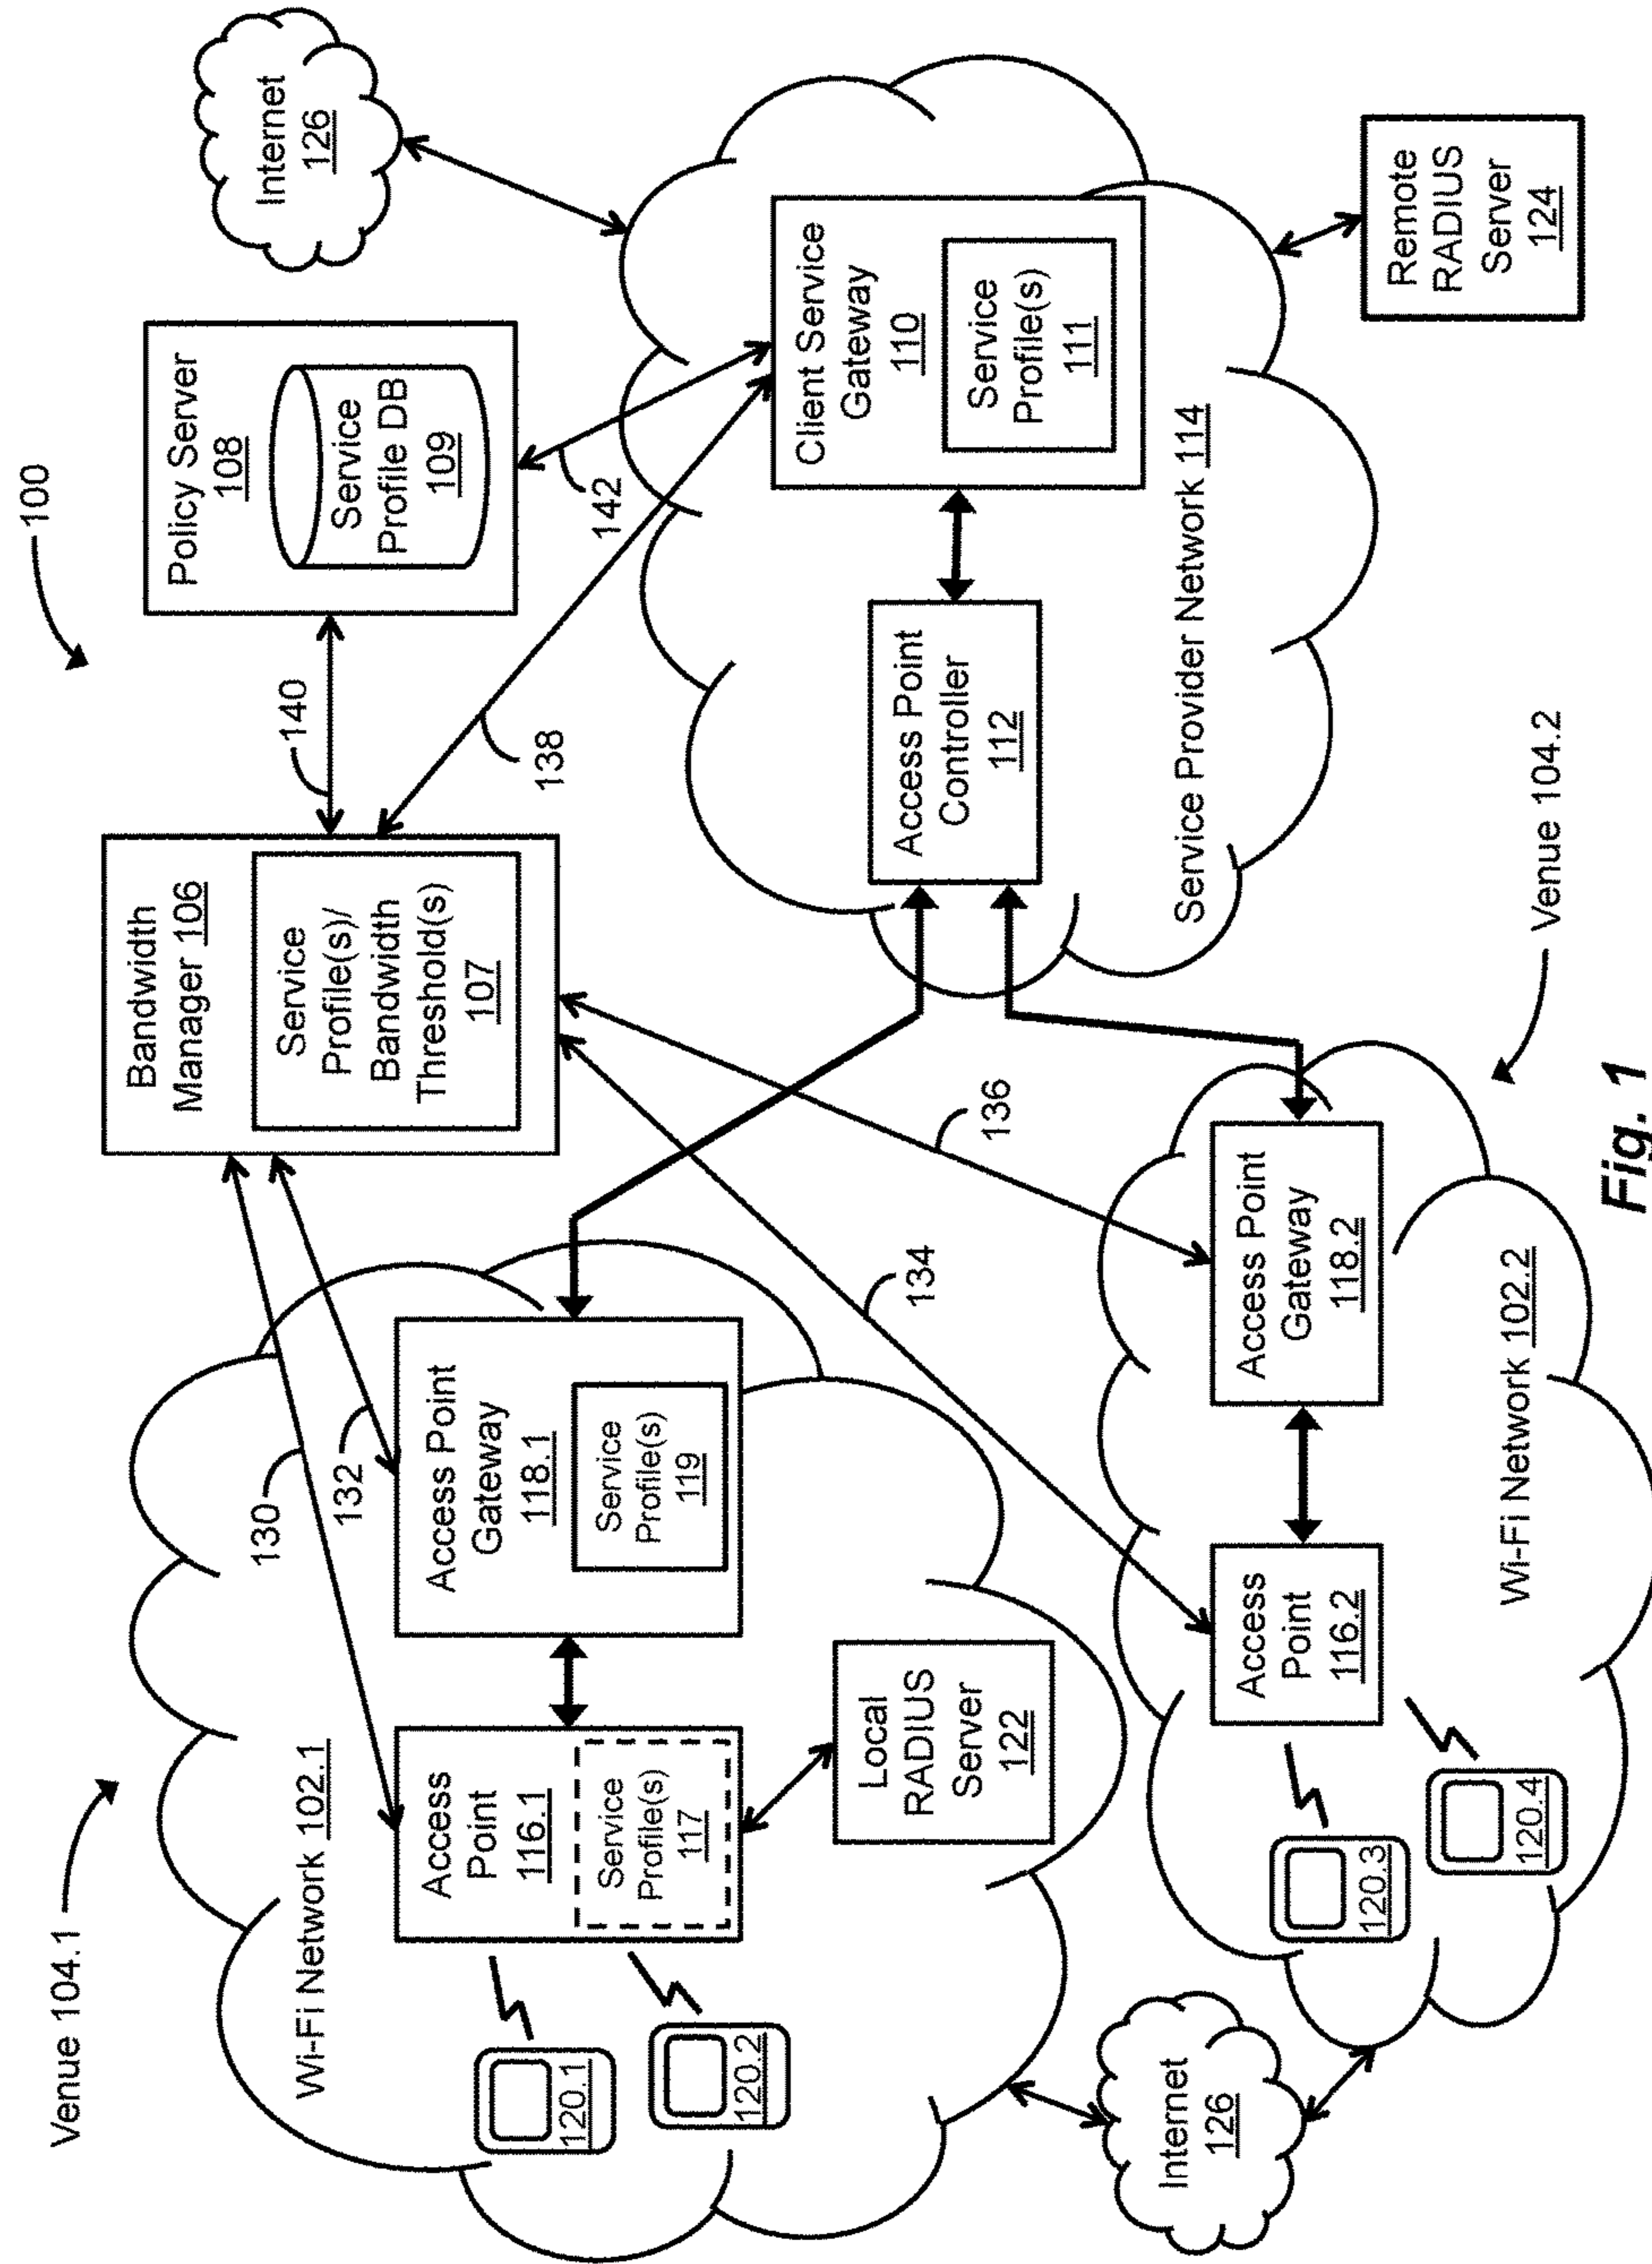 Venue 104.1
100
Wi-Fi Network 102.1
130
132
Access
Point
116.1
Service
Profile(s)
117
Access Point
Gateway
118.1
Service
Profile(s)
119
Local
RADIUS
Server
122
120.1
120.2
Bandwidth
Manager 106
Service
Profile(s)/
Bandwidth
Threshold(s)
107
140
138
142
134
136
Policy Server
108
Service
Profile DB
109
Internet
126
Client Service
Gateway
110
Service
Profile(s)
111
Access Point
Controller
112
Service Provider Network 114
Remote
RADIUS
Server
124
Internet
126
Access
Point
116.2
Access Point
Gateway
118.2
120.3
120.4
Wi-Fi Network 102.2
Venue 104.2
Fig. 1